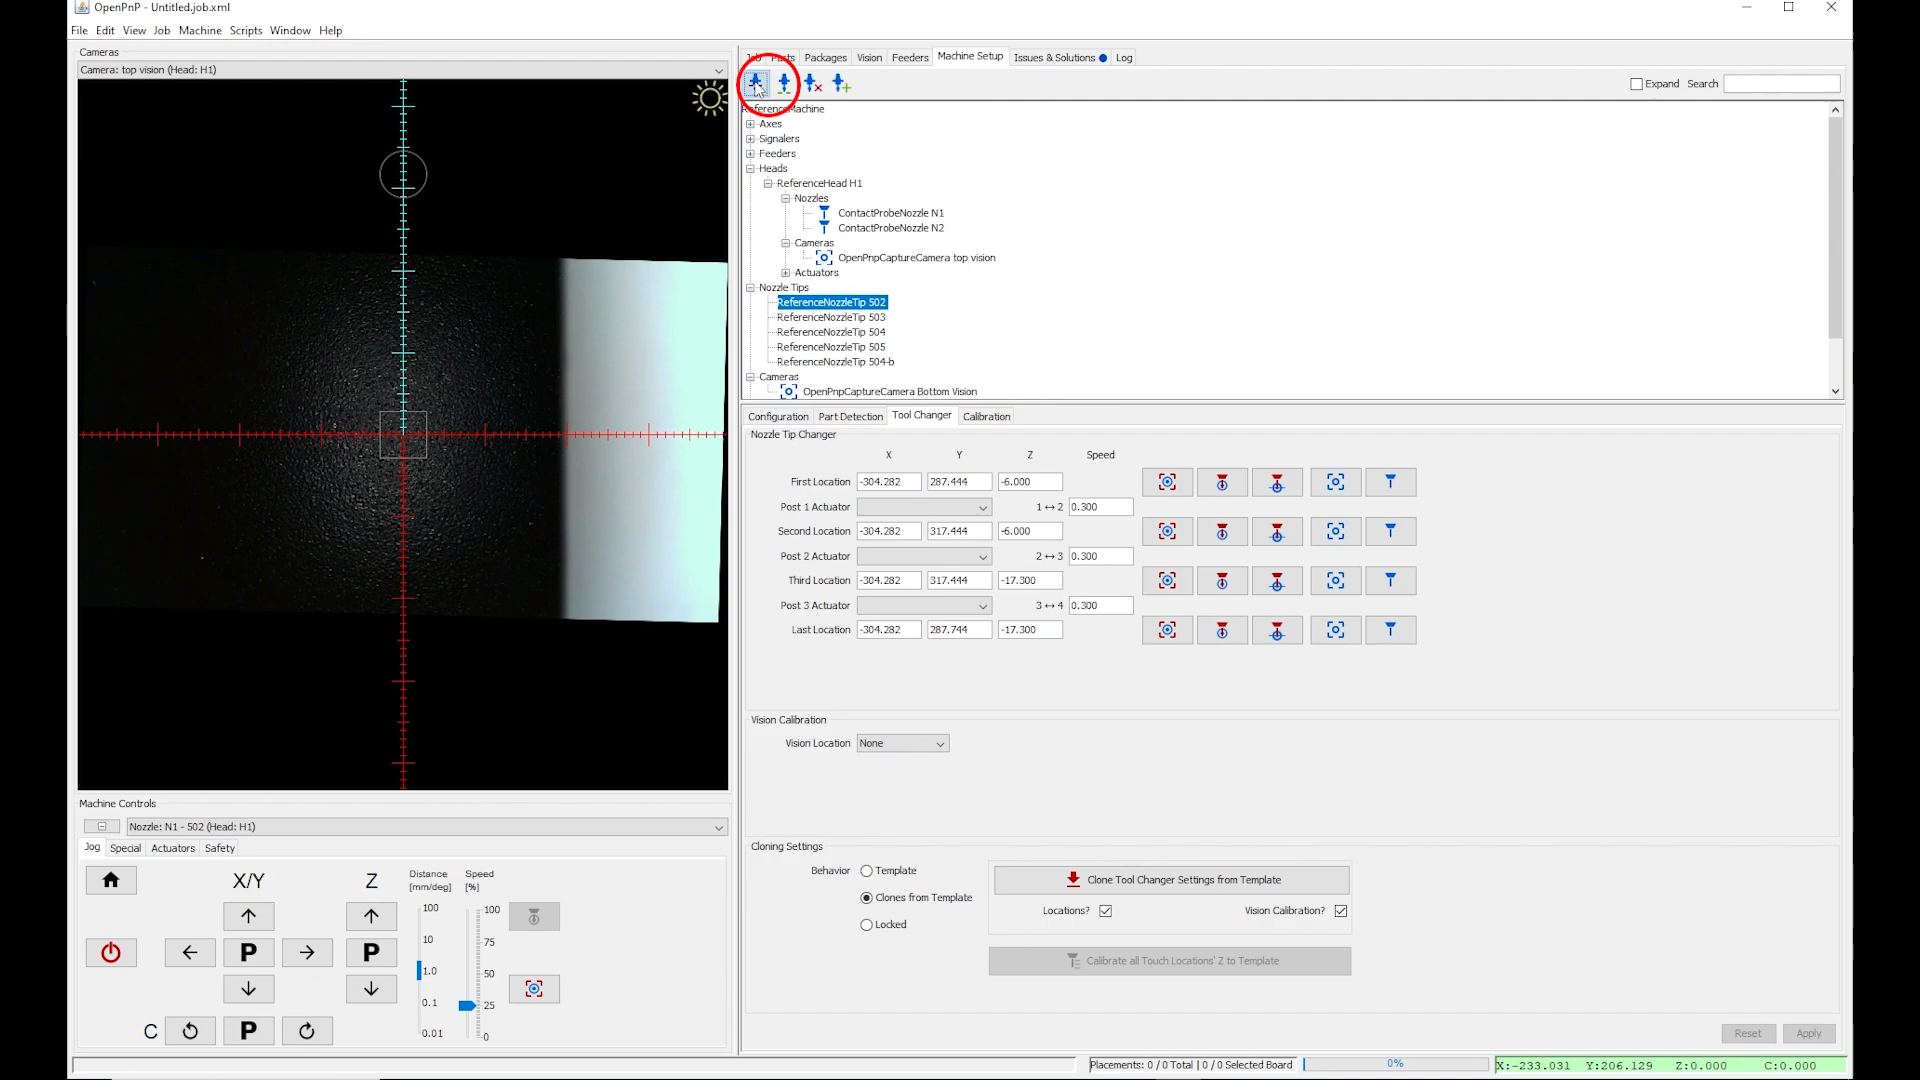 OpenPnP - Untitled.job.xml
File Edit View Job Machine Scripts Window Help
Cameras
Camera: top vision (Head: H1)
Job Parts Packages Vision Feeders Machine Setup Issues & Solutions Log
Expand Search
ReferenceMachine
Axes
Signalers
Feeders
Heads
ReferenceHead H1
Nozzles
ContactProbeNozzle N1
ContactProbeNozzle N2
Cameras
OpenPnpCaptureCamera top vision
Actuators
Nozzle Tips
ReferenceNozzleTip 502
ReferenceNozzleTip 503
ReferenceNozzleTip 504
ReferenceNozzleTip 505
ReferenceNozzleTip 504-b
Cameras
OpenPnpCaptureCamera Bottom Vision
Configuration Part Detection Tool Changer Calibration
Nozzle Tip Changer
X Y Z Speed
First Location -304.282 287.444 -6.000
Post 1 Actuator 1↔2 0.300
Second Location -304.282 317.444 -6.000
Post 2 Actuator 2↔3 0.300
Third Location -304.282 317.444 -17.300
Post 3 Actuator 3↔4 0.300
Last Location -304.282 287.744 -17.300
Vision Calibration
Vision Location None
Cloning Settings
Behavior Template
Clones from Template
Locked
Clone Tool Changer Settings from Template
Locations? Vision Calibration?
Calibrate all Touch Locations' Z to Template
Reset Apply
Machine Controls
Nozzle: N1 - 502 (Head: H1)
Jog Special Actuators Safety
X/Y Z
Distance [mm/deg]
Speed [%]
100
10
1.0
0.1
0.01
100
75
50
25
0
P P
C P
Placements: 0 / 0 Total | 0 / 0 Selected Board
0%
X:-233.031 Y:206.129 Z:0.000 C:0.000